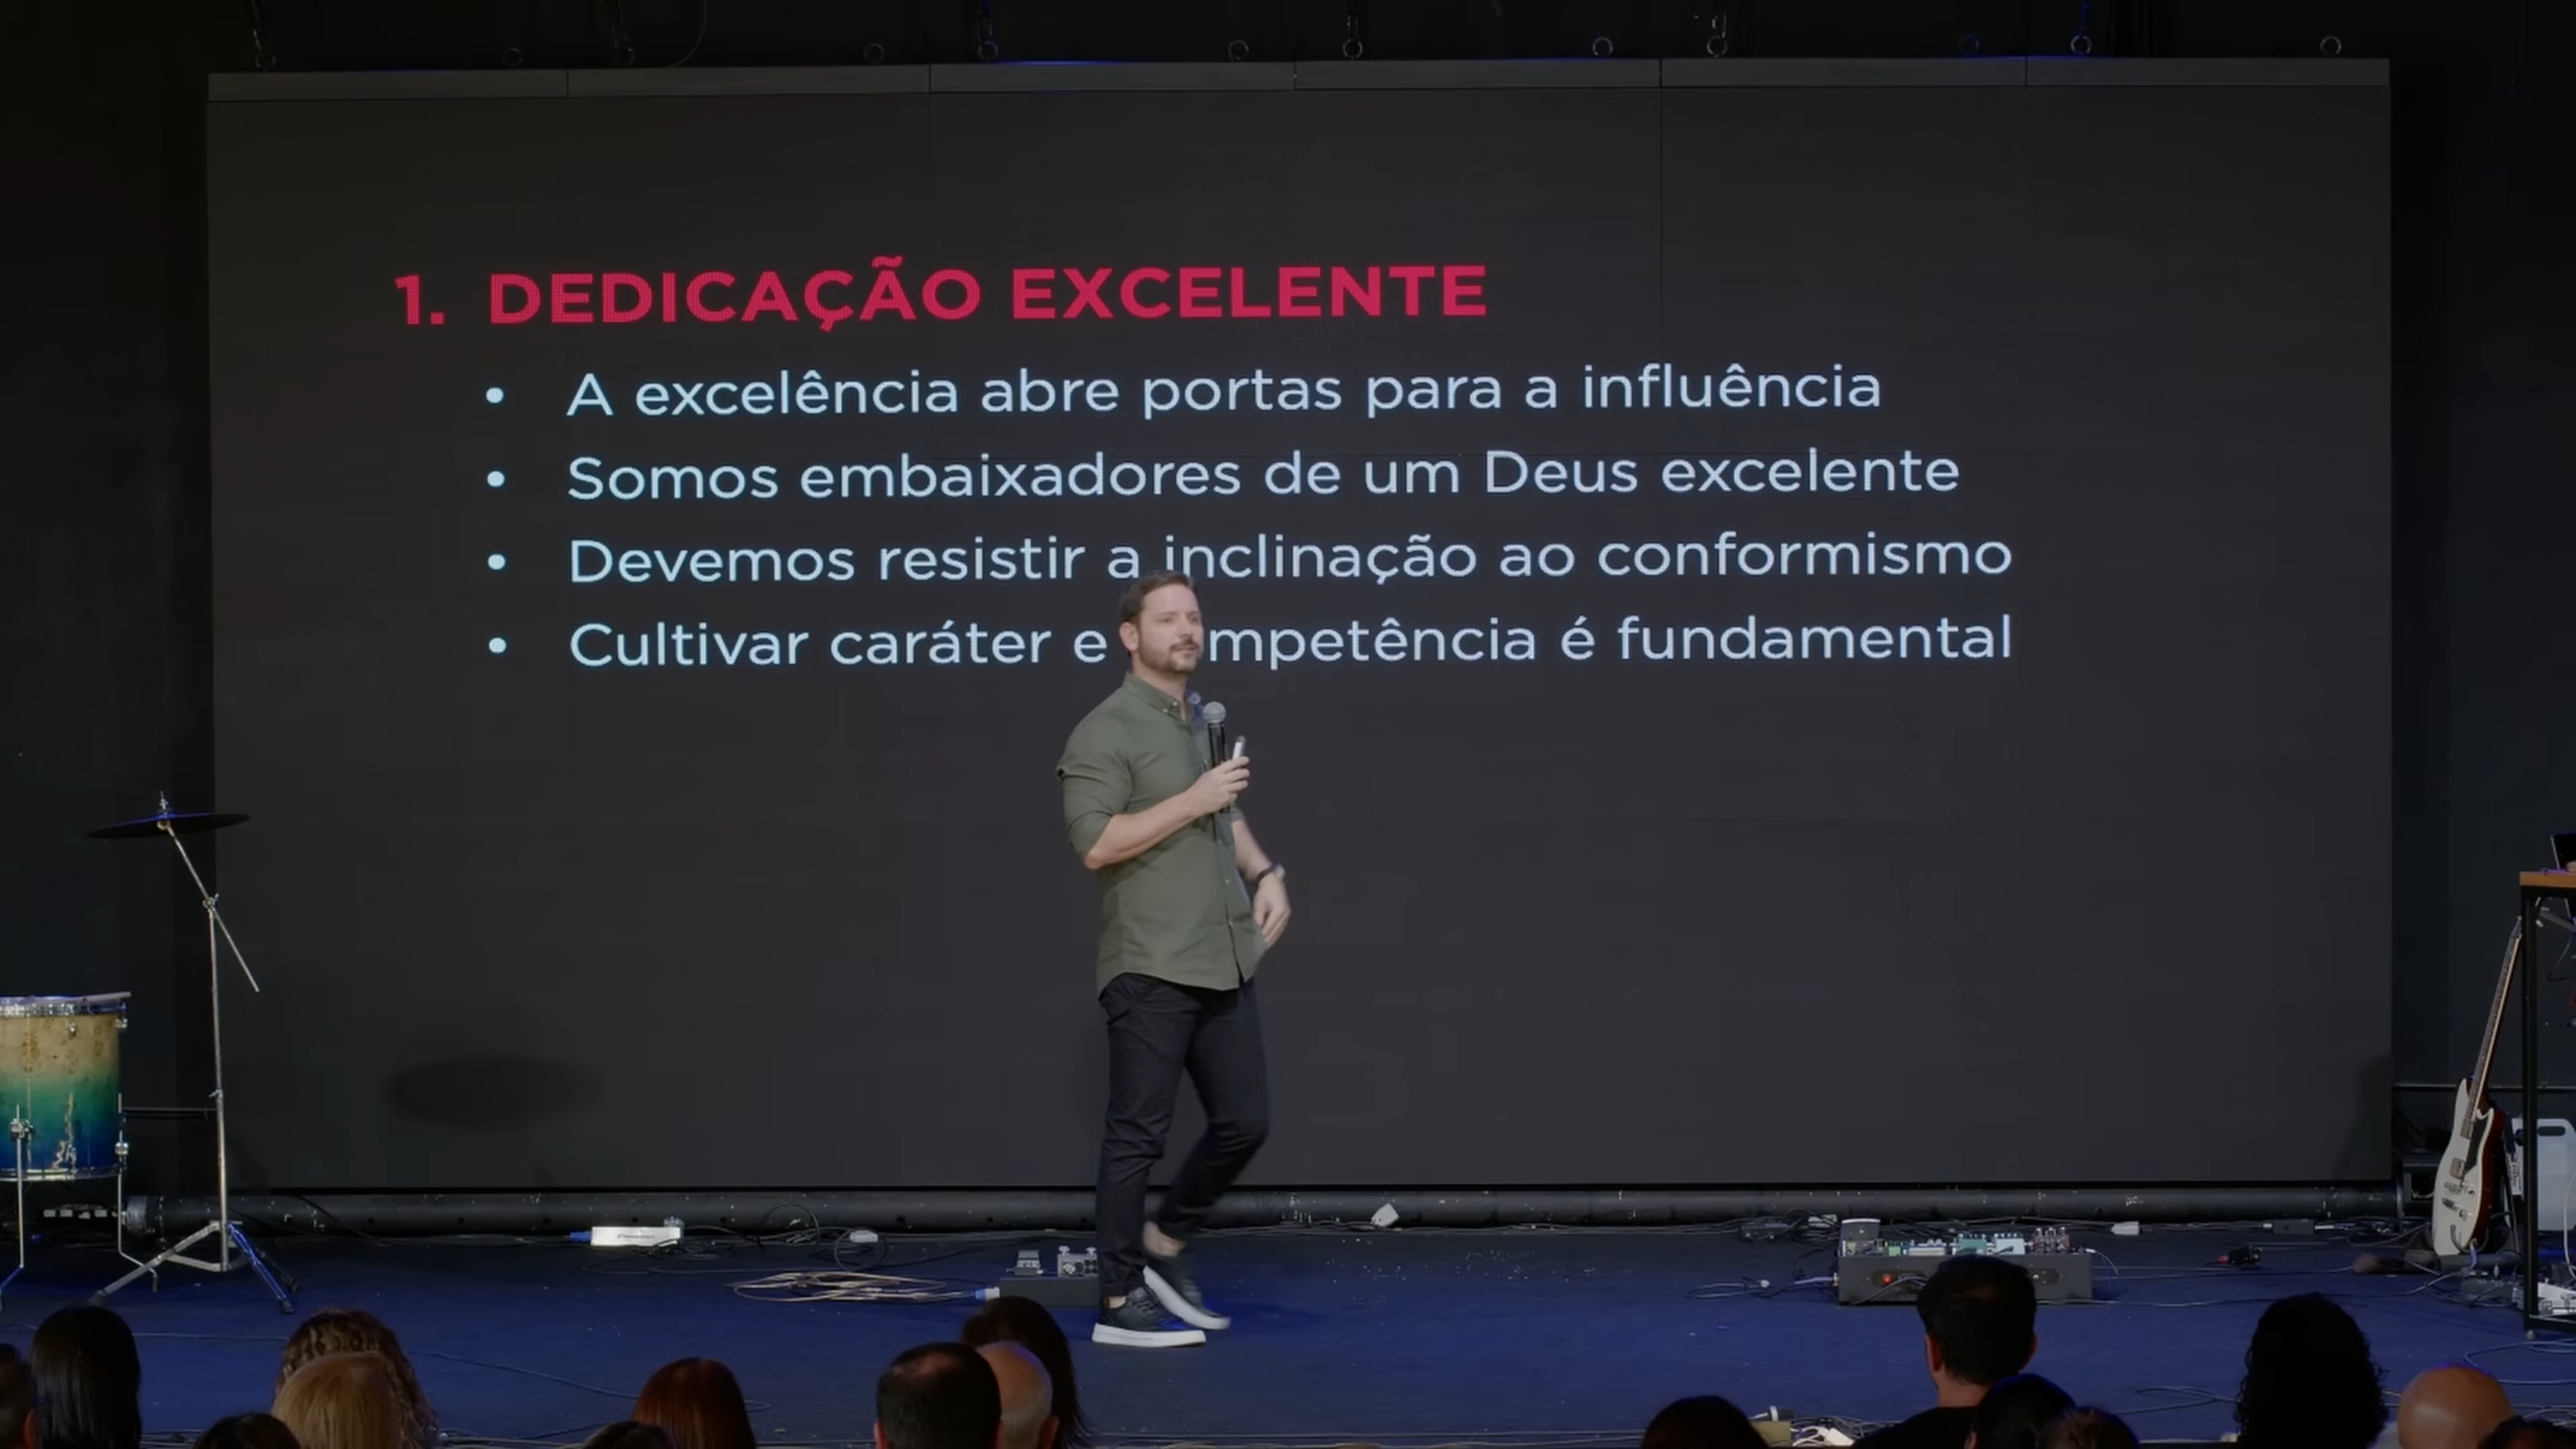 1. DEDICAÇÃO EXCELENTE
• A excelência abre portas para a influência
• Somos embaixadores de um Deus excelente
• Devemos resistir a inclinação ao conformismo
• Cultivar caráter e ompetência é fundamental